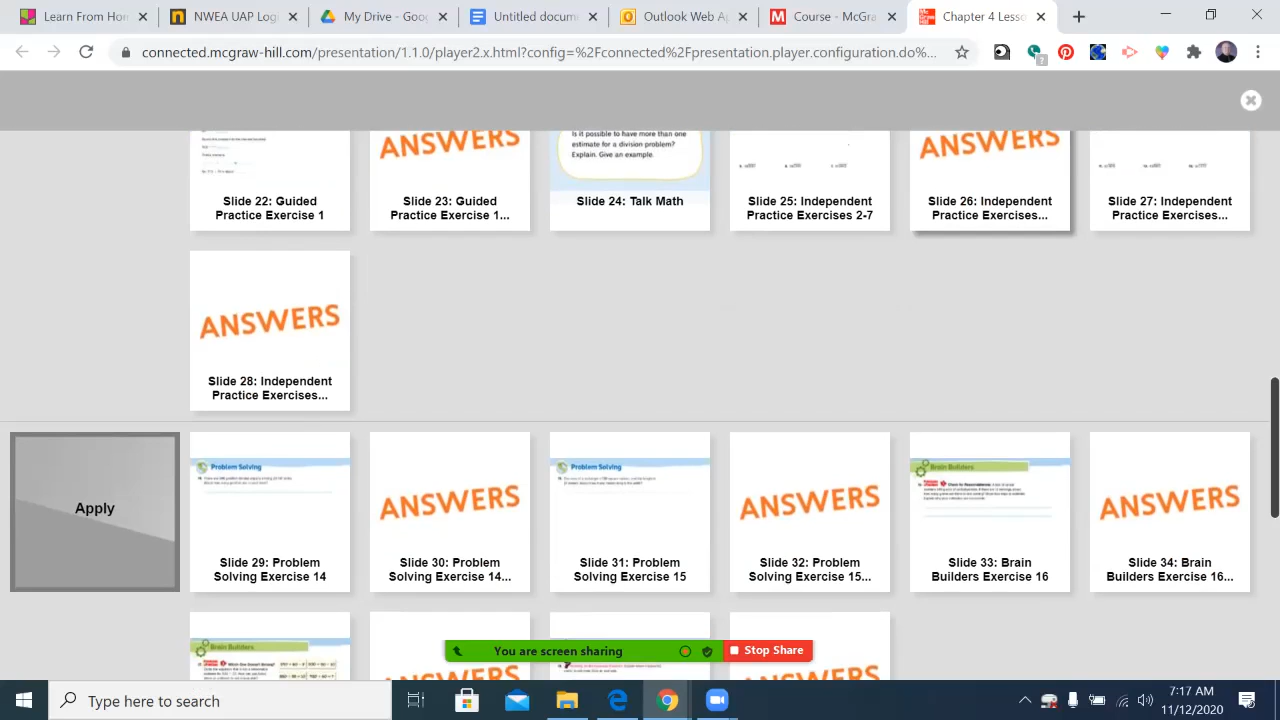 Learn From Hom
NWEA JAP Logi
My Drive - Goo
Untitled docum
Outlook Web Ap
Course - McGra
Chapter 4 Lesso
connected.mcgraw-hill.com/presentation/1.1.0/player2.x.html?config=%2Fconnected%2Fpresentation.player.configuration.do%...
ANSWERS
Is it possible to have more than one
estimate for a division problem?
Explain. Give an example.
ANSWERS
Slide 22: Guided
Practice Exercise 1
Slide 23: Guided
Practice Exercise 1...
Slide 24: Talk Math
Slide 25: Independent
Practice Exercises 2-7
Slide 26: Independent
Practice Exercises...
Slide 27: Independent
Practice Exercises...
ANSWERS
Slide 28: Independent
Practice Exercises...
Apply
Problem Solving
Slide 29: Problem
Solving Exercise 14
ANSWERS
Slide 30: Problem
Solving Exercise 14...
Problem Solving
Slide 31: Problem
Solving Exercise 15
ANSWERS
Slide 32: Problem
Solving Exercise 15...
Brain Builders
Slide 33: Brain
Builders Exercise 16
ANSWERS
Slide 34: Brain
Builders Exercise 16...
Brain Builders
You are screen sharing
Stop Share
Type here to search
7:17 AM
11/12/2020